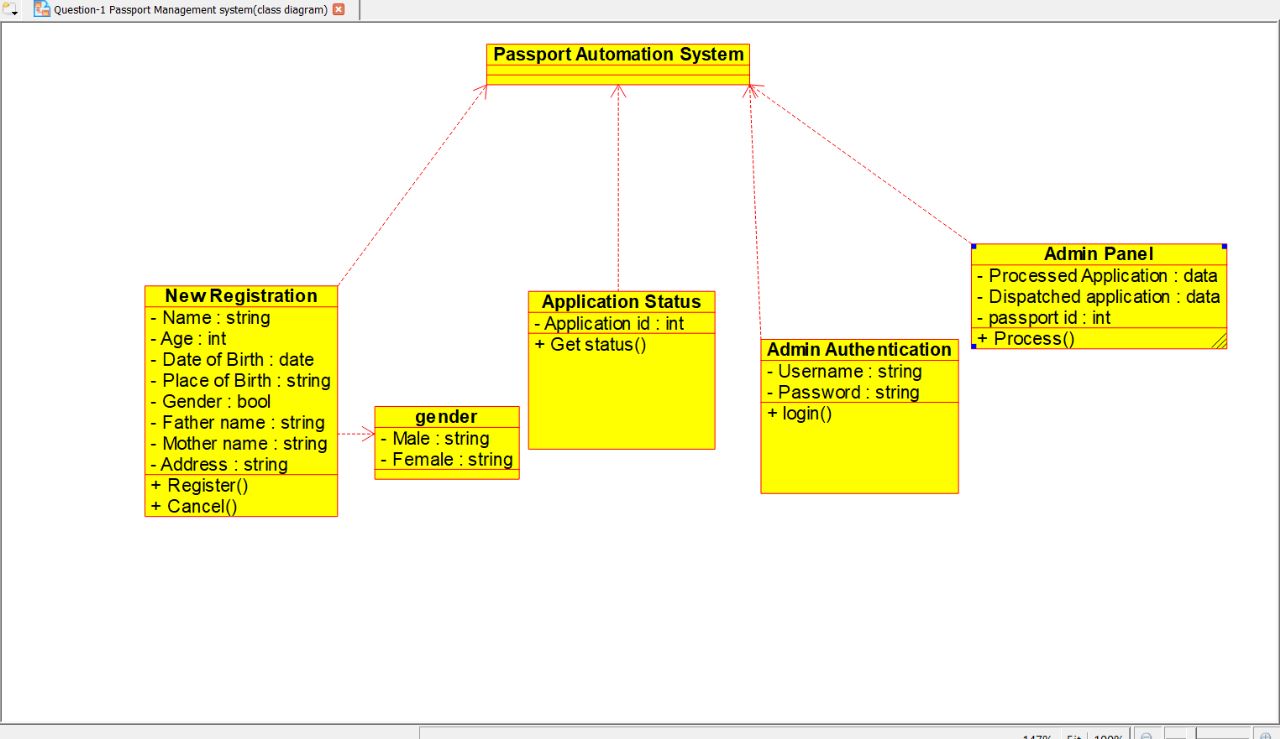 Question-1 Passport Management system(class diagram)
Passport Automation System
New Registration
- Name : string
- Age : int
- Date of Birth : date
- Place of Birth : string
- Gender : bool
- Father name : string
- Mother name : string
- Address : string
+ Register()
+ Cancel()
gender
- Male : string
- Female : string
Application Status
- Application id : int
+ Get status()
Admin Authentication
- Username : string
- Password : string
+ login()
Admin Panel
- Processed Application : data
- Dispatched application : data
- passport id : int
+ Process()